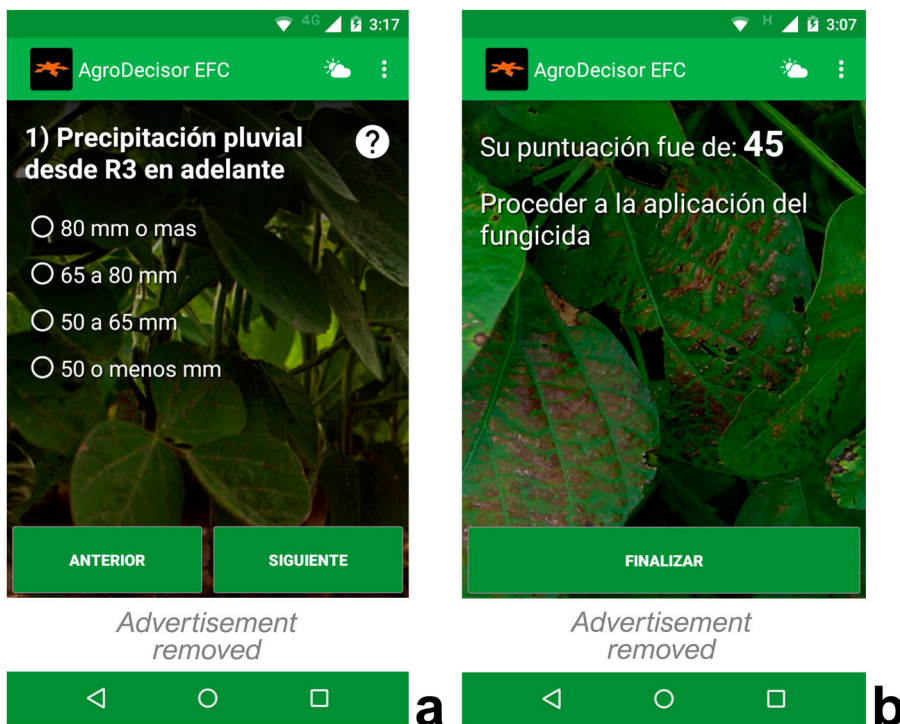 4G 3:17
AgroDecisor EFC
1) Precipitación pluvial
desde R3 en adelante
?
80 mm o mas
65 a 80 mm
50 a 65 mm
50 o menos mm
ANTERIOR
SIGUIENTE
Advertisement
removed
a
H 3:07
AgroDecisor EFC
Su puntuación fue de: 45
Proceder a la aplicación del
fungicida
FINALIZAR
Advertisement
removed
b